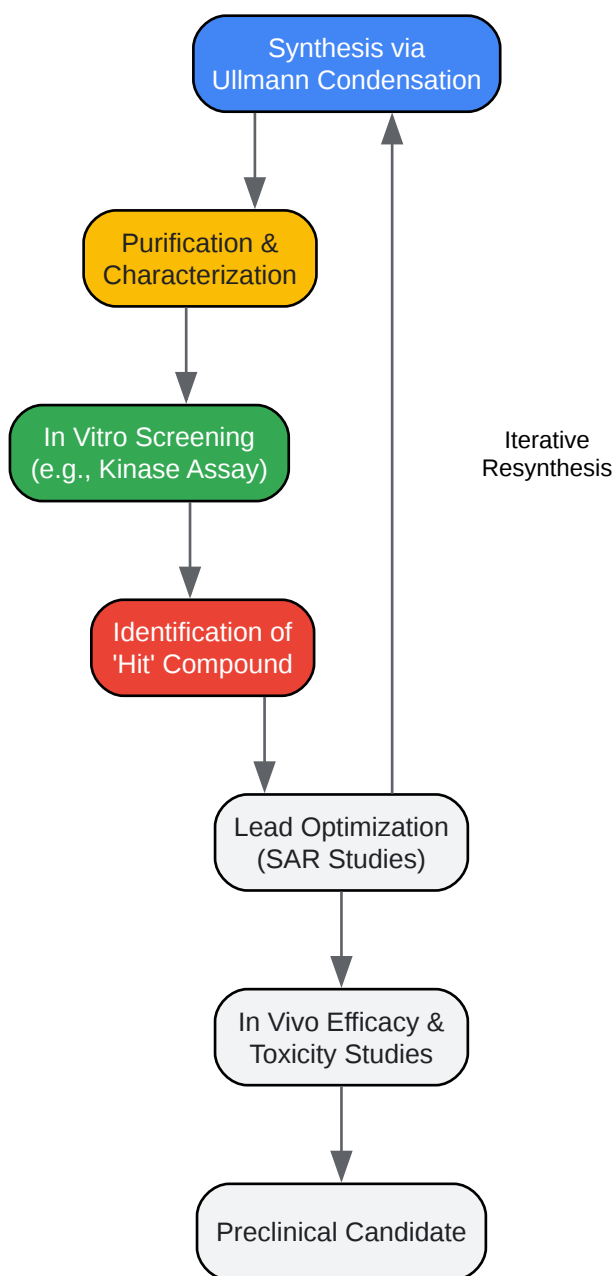 Synthesis via
Ullmann Condensation
Purification &
Characterization
In Vitro Screening
(e.g., Kinase Assay)
Iterative
Resynthesis
Identification of
'Hit' Compound
Lead Optimization
(SAR Studies)
In Vivo Efficacy &
Toxicity Studies
Preclinical Candidate